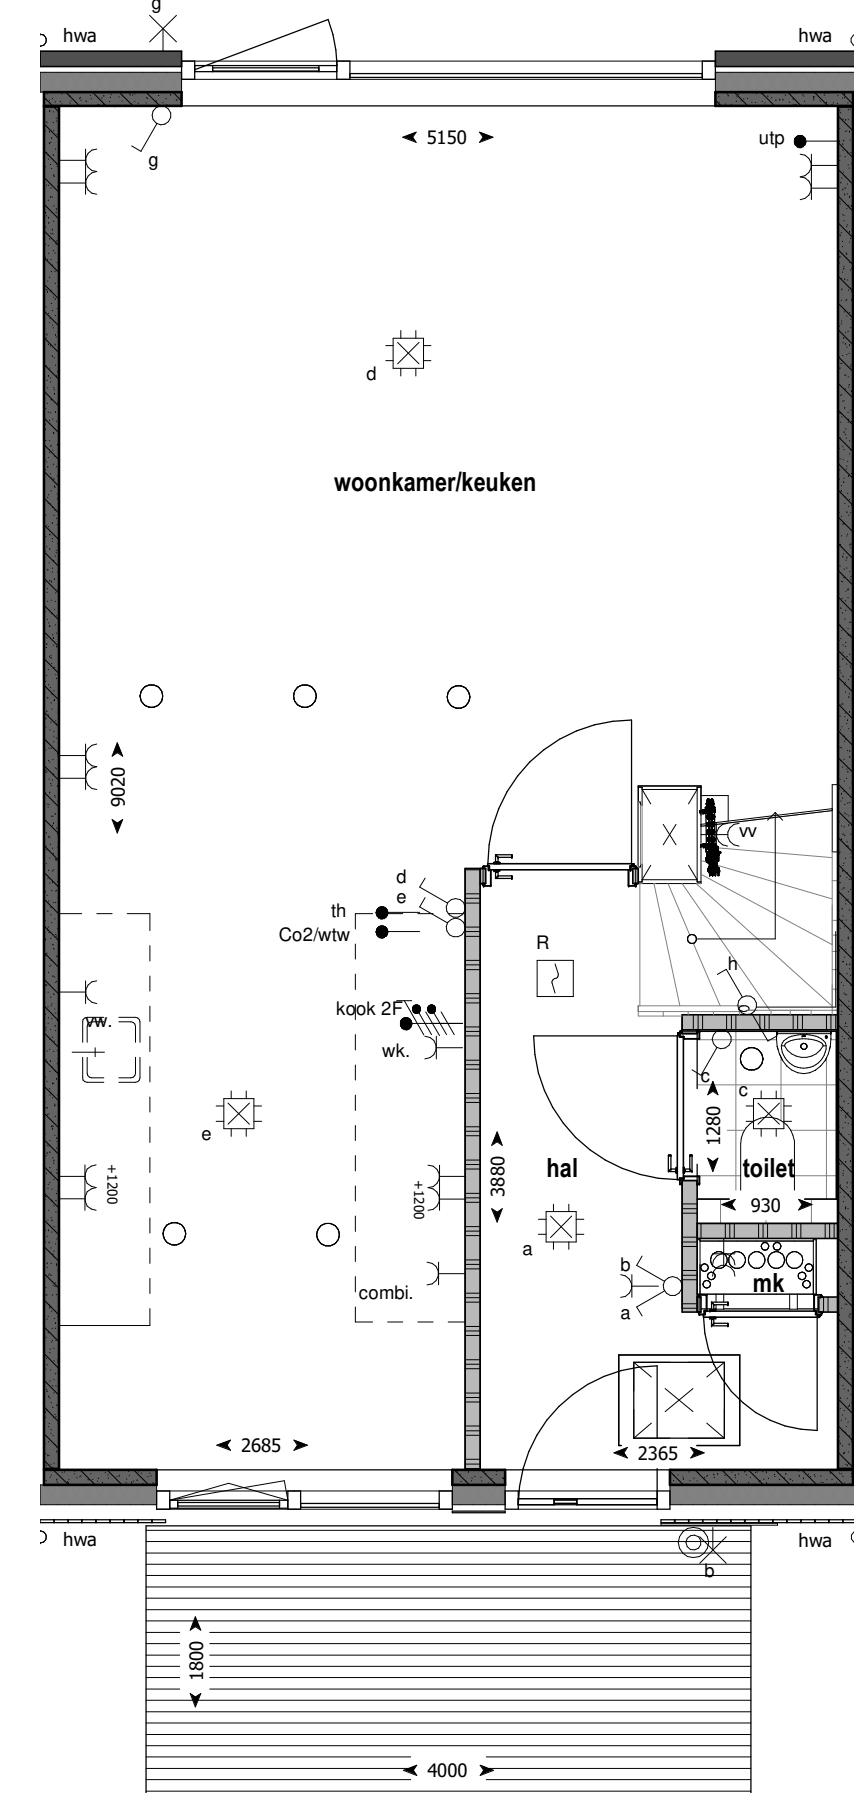 g
hwa
hwa
5150
utp
g
d
woonkamer/keuken
9020
vv
d
e
th
Co2/wtw
R
h
kook 2F
vw.
wk.
c
c
e
1280
+1200
+1200
3880
hal
toilet
930
a
b
combi.
mk
a
2685
2365
hwa
hwa
b
1800
4000